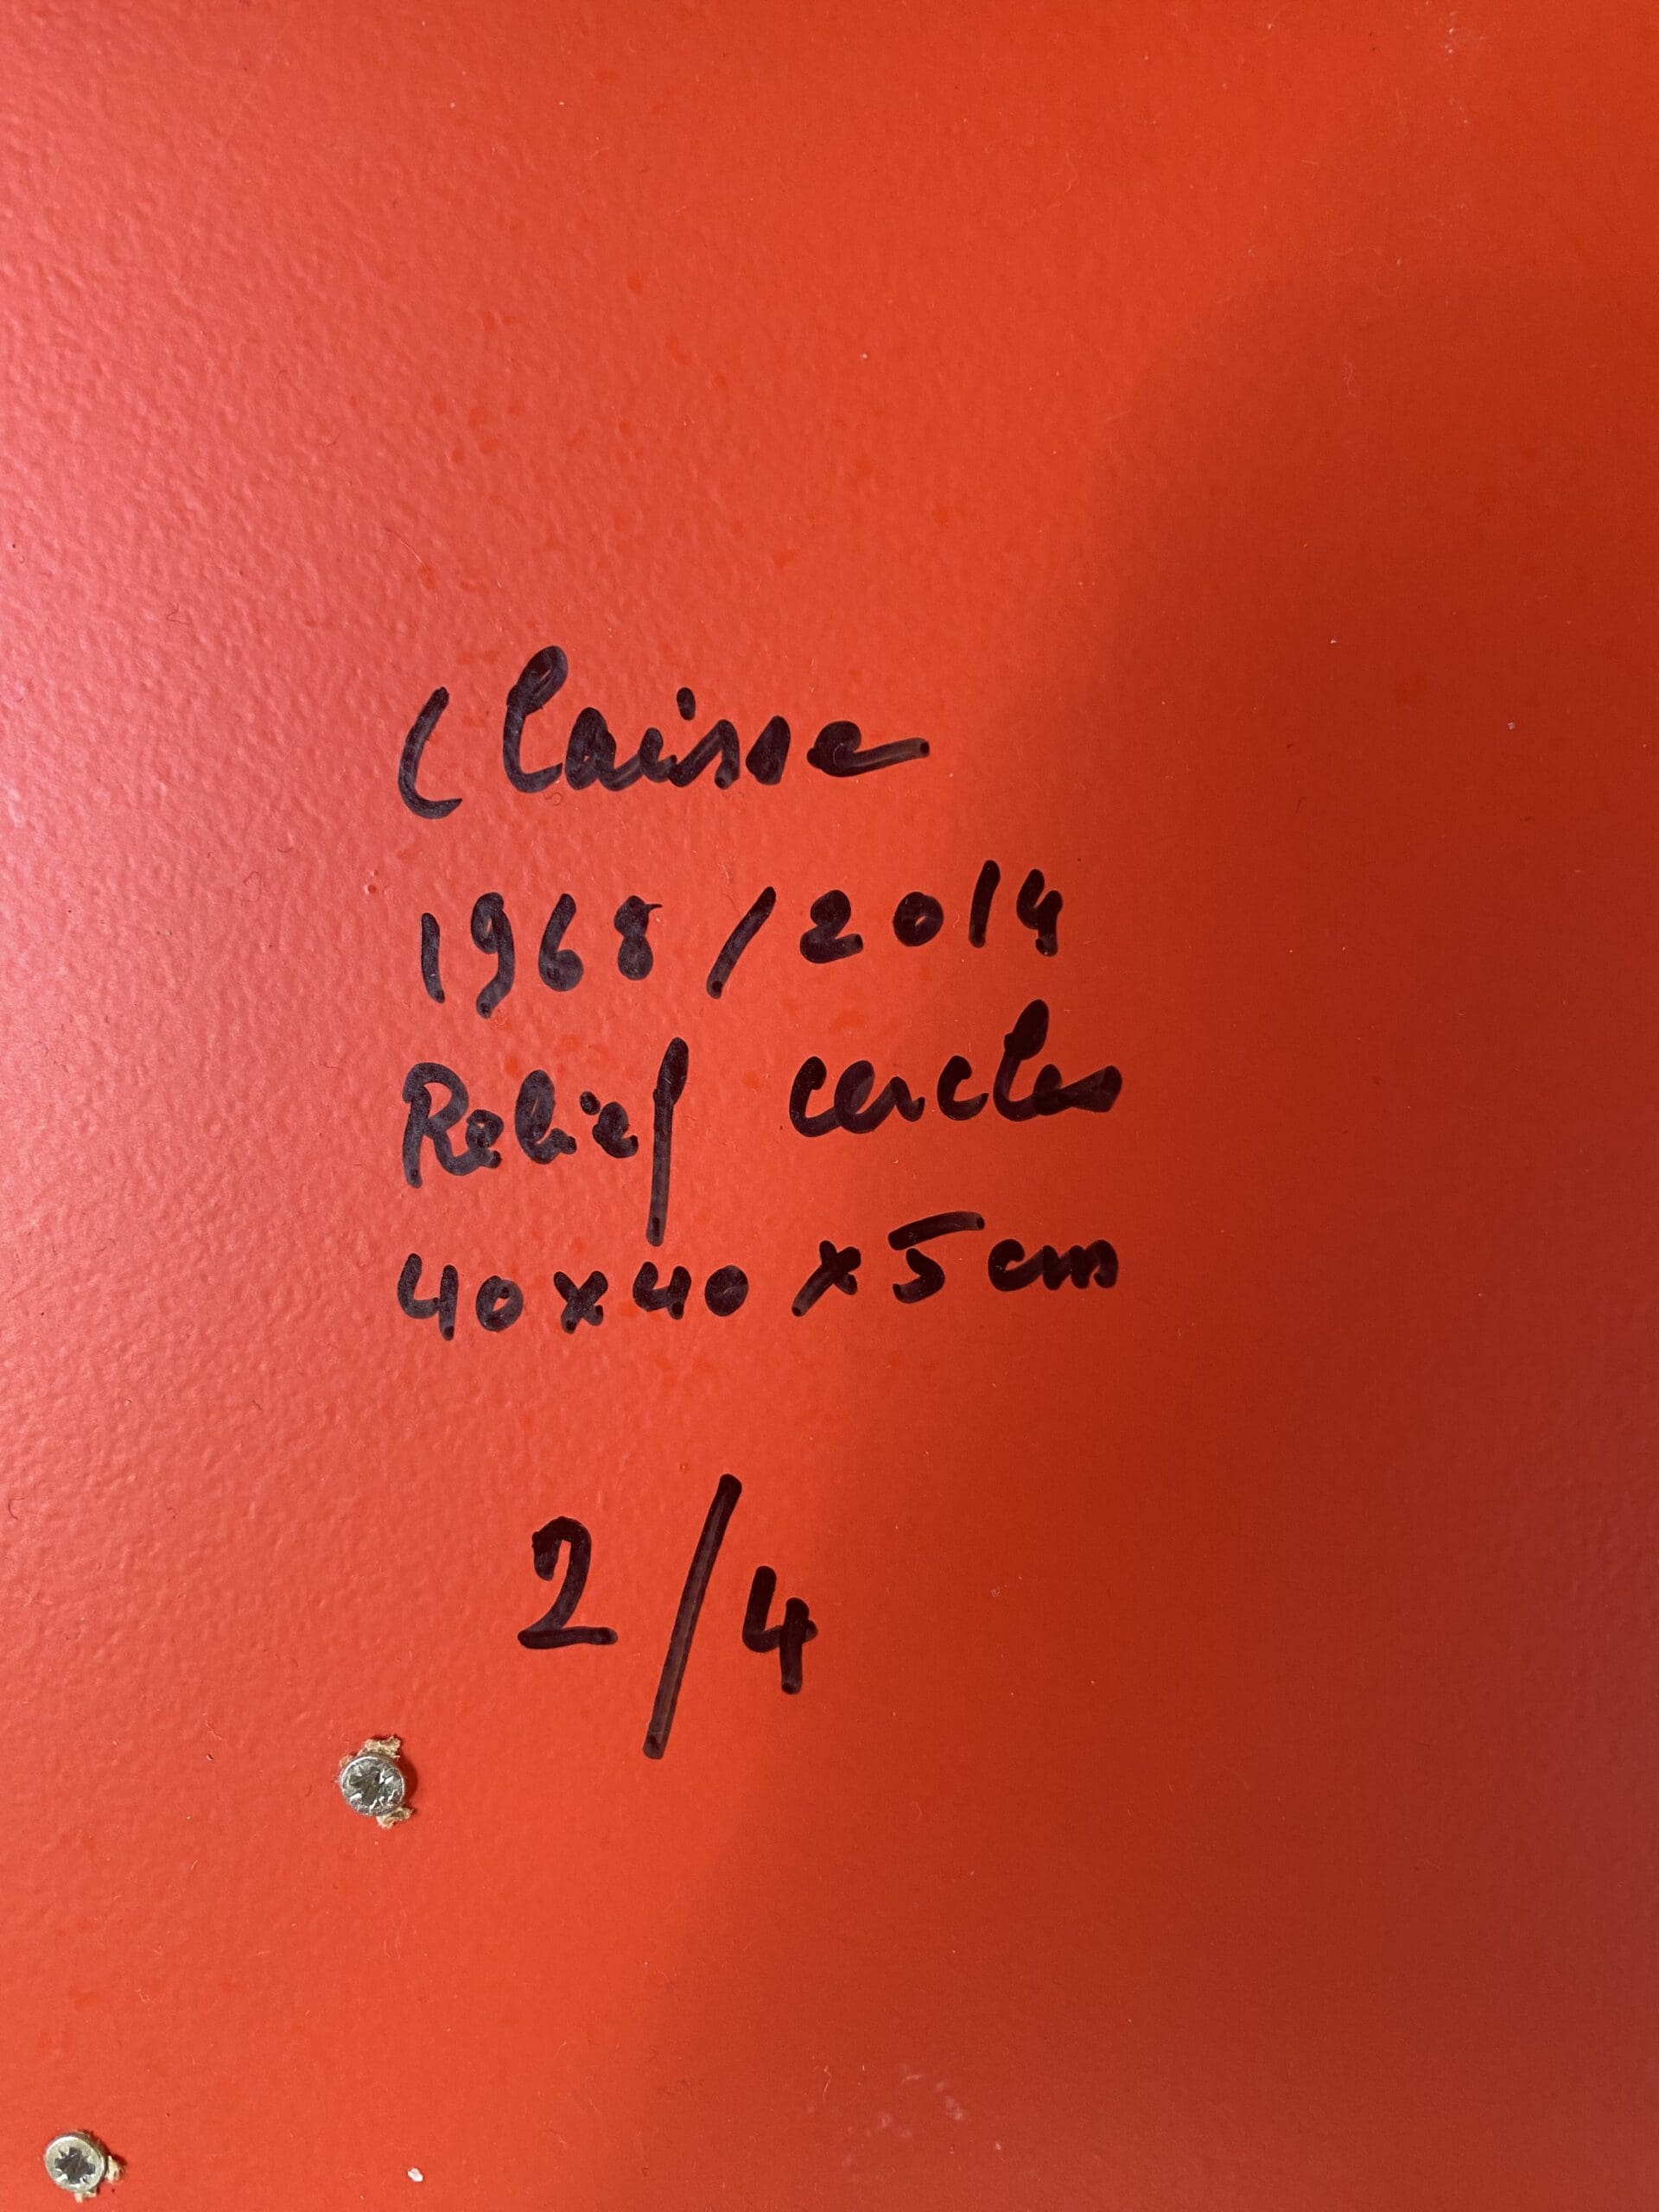 Claisse
1968/2014
Relief cercles
40x40x5cm
2/4